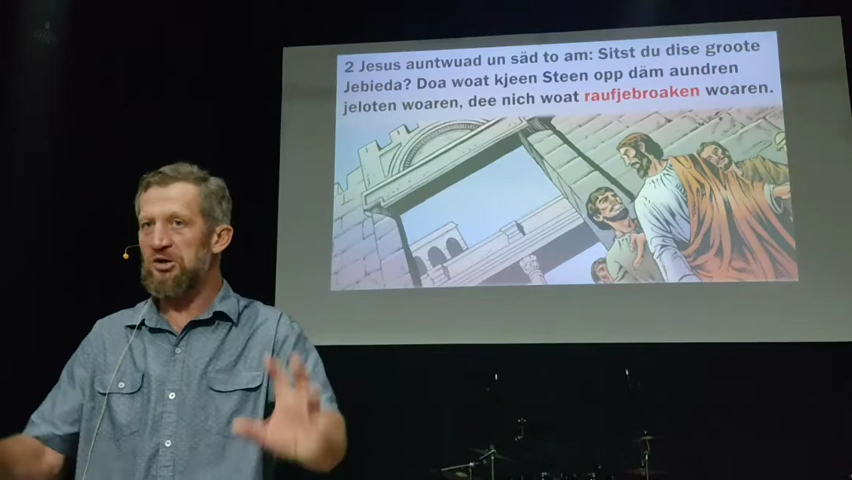 2 Jesus auntwuad un säd to am: Sitst du dise groote
Jebieda? Doa woat kjeen Steen opp däm aundren
jeloten woaren, dee nich woat raufjebroaken woaren.